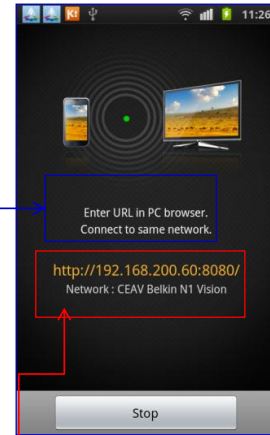 Kf
11:26
Enter URL in PC browser.
Connect to same network.
http://192.168.200.60:8080/
Network : CEAV Belkin N1 Vision
Stop